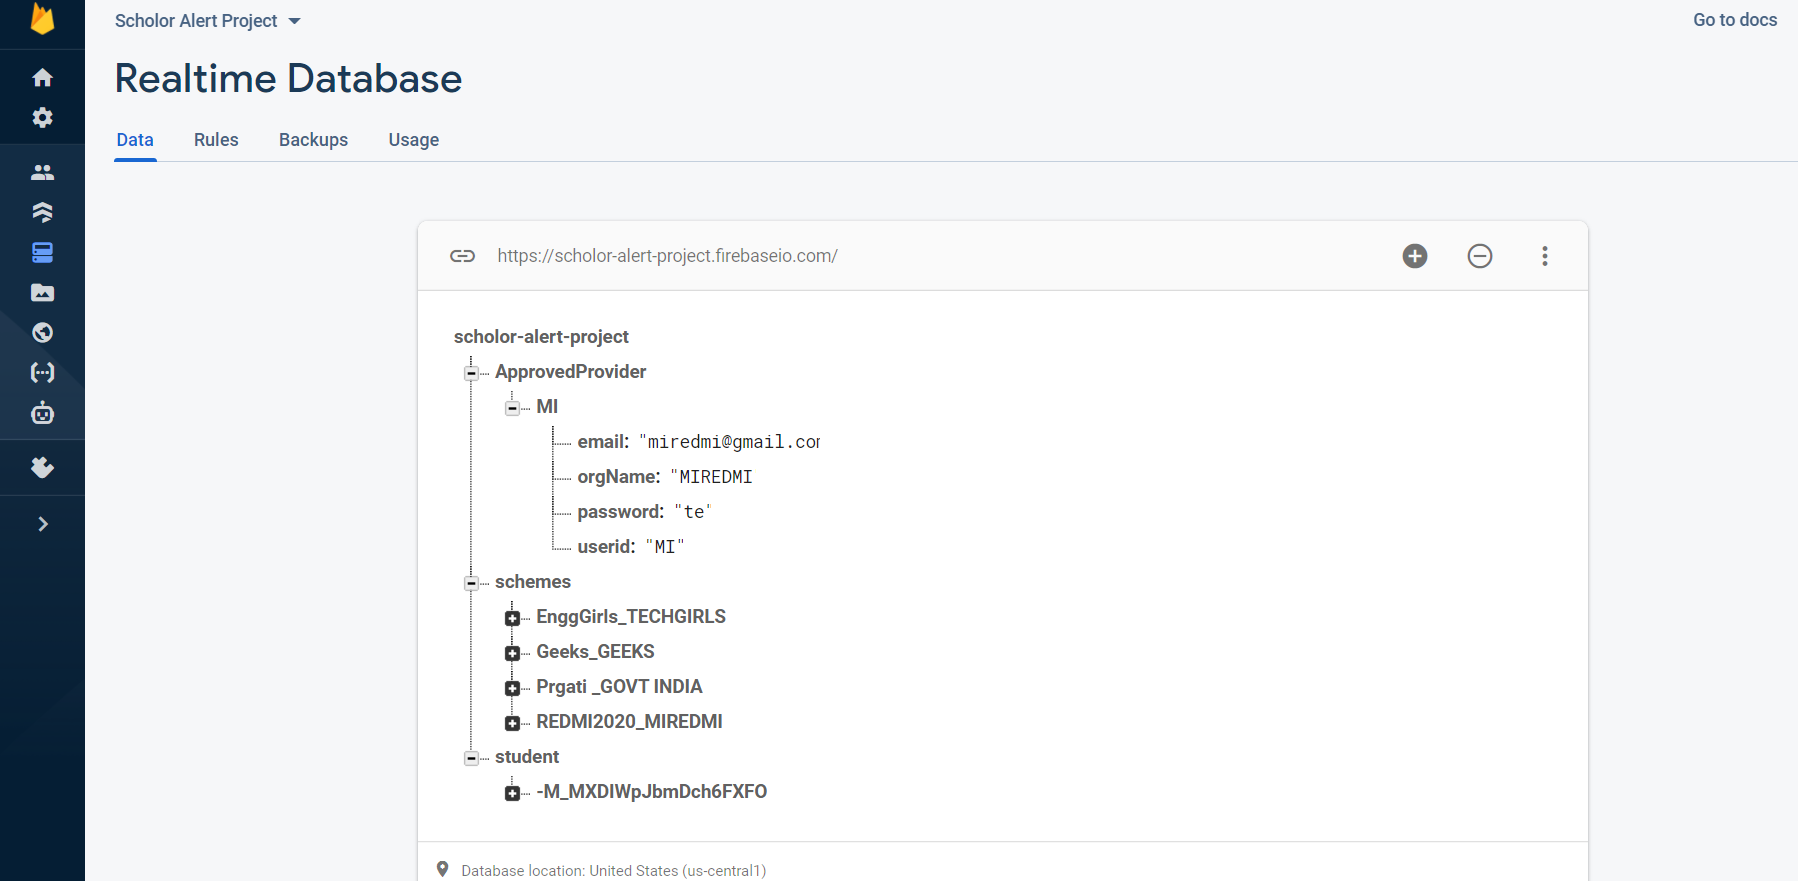 Scholor Alert Project
Go to docs
Realtime Database
Data Rules Backups Usage
https://scholor-alert-project.firebaseio.com/
scholor-alert-project
ApprovedProvider
MI
email: "miredmi@gmail.com
orgName: "MIREDMI
password: "te"
userid: "MI"
schemes
EnggGirls_TECHGIRLS
Geeks_GEEKS
Prgati _GOVT INDIA
REDMI2020_MIREDMI
student
-M_MXDIWpJbmDch6FXFO
Database location: United States (us-central1)